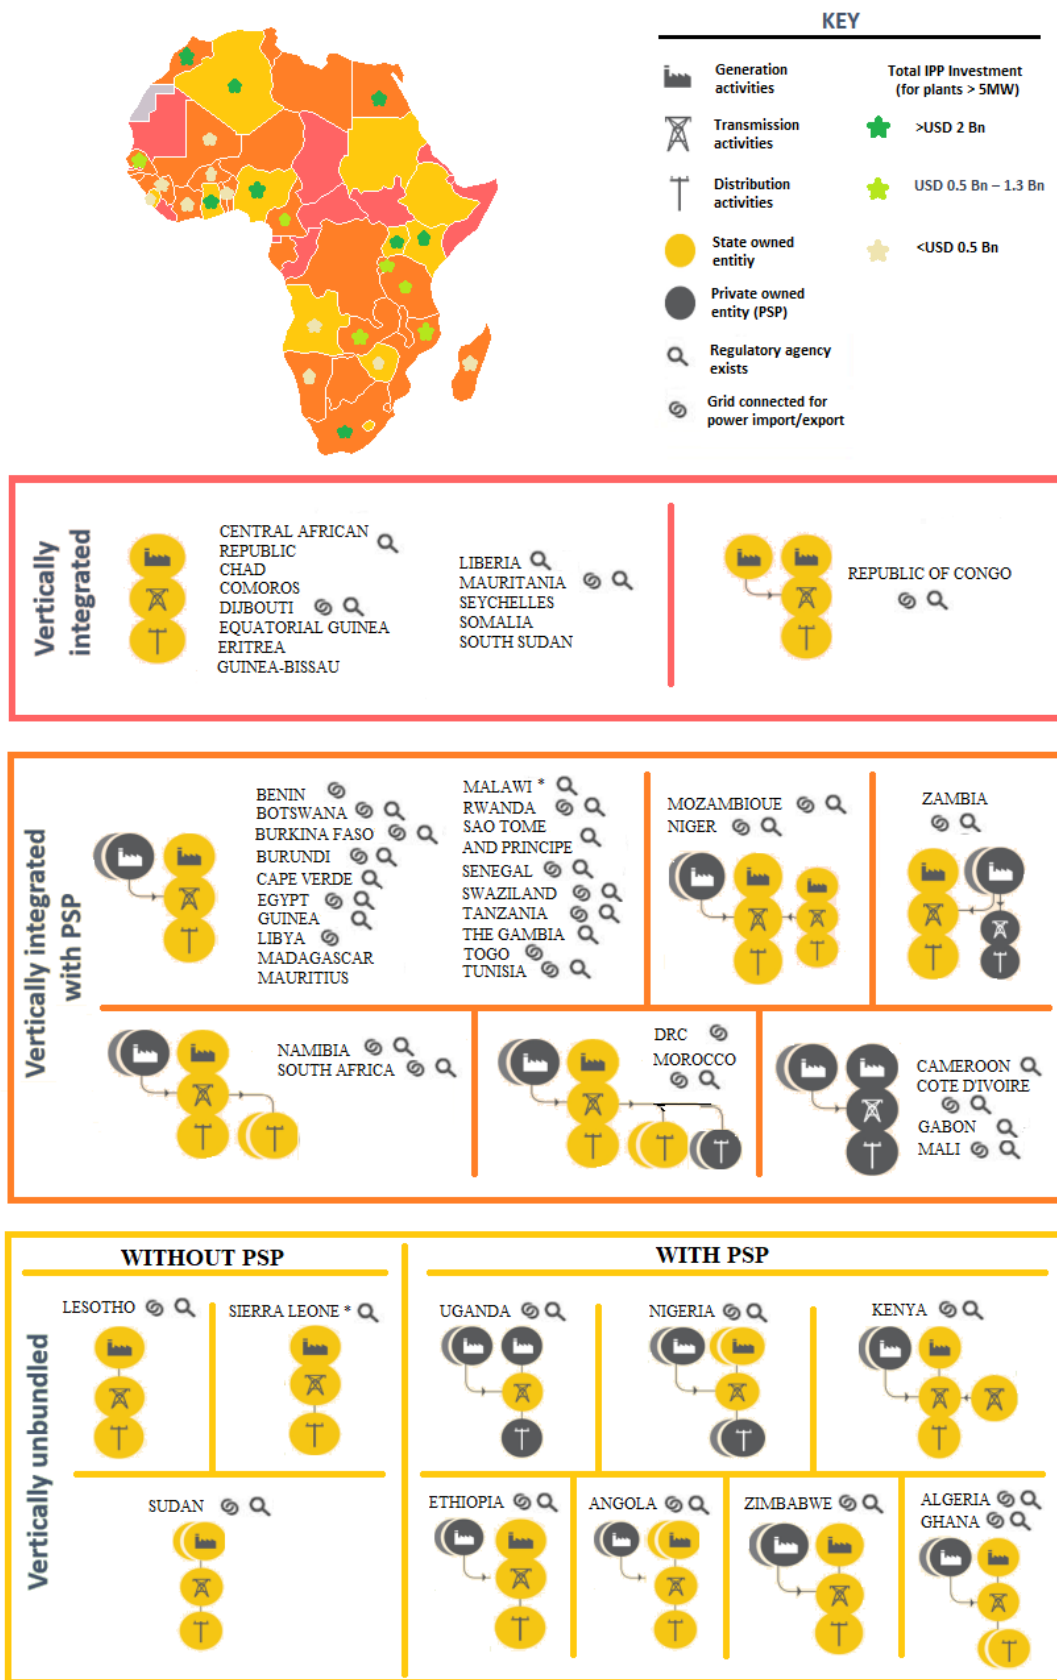 KEY
Generation
activities
Total IPP Investment
(for plants > 5MW)
Transmission
activities
>USD 2 Bn
Distribution
activities
USD 0.5 Bn – 1.3 Bn
State owned
entitiy
<USD 0.5 Bn
Private owned
entity (PSP)
Regulatory agency
exists
Grid connected for
power import/export
Vertically
integrated
CENTRAL AFRICAN
REPUBLIC
CHAD
COMOROS
DIJBOUTI
EQUATORIAL GUINEA
ERITREA
GUINEA-BISSAU
LIBERIA
MAURITANIA
SEYCHELLES
SOMALIA
SOUTH SUDAN
REPUBLIC OF CONGO
Vertically integrated
with PSP
BENIN
BOTSWANA
BURKINA FASO
BURUNDI
CAPE VERDE
EGYPT
GUINEA
LIBYA
MADAGASCAR
MAURITIUS
MALAWI *
RWANDA
SAO TOME
AND PRINCIPE
SENEGAL
SWAZILAND
TANZANIA
THE GAMBIA
TOGO
TUNISIA
MOZAMBIOUE
NIGER
ZAMBIA
NAMIBIA
SOUTH AFRICA
DRC
MOROCCO
CAMEROON
COTE D'IVOIRE
GABON
MALI
Vertically unbundled
WITHOUT PSP
WITH PSP
LESOTHO
SIERRA LEONE *
UGANDA
NIGERIA
KENYA
SUDAN
ETHIOPIA
ANGOLA
ZIMBABWE
ALGERIA
GHANA